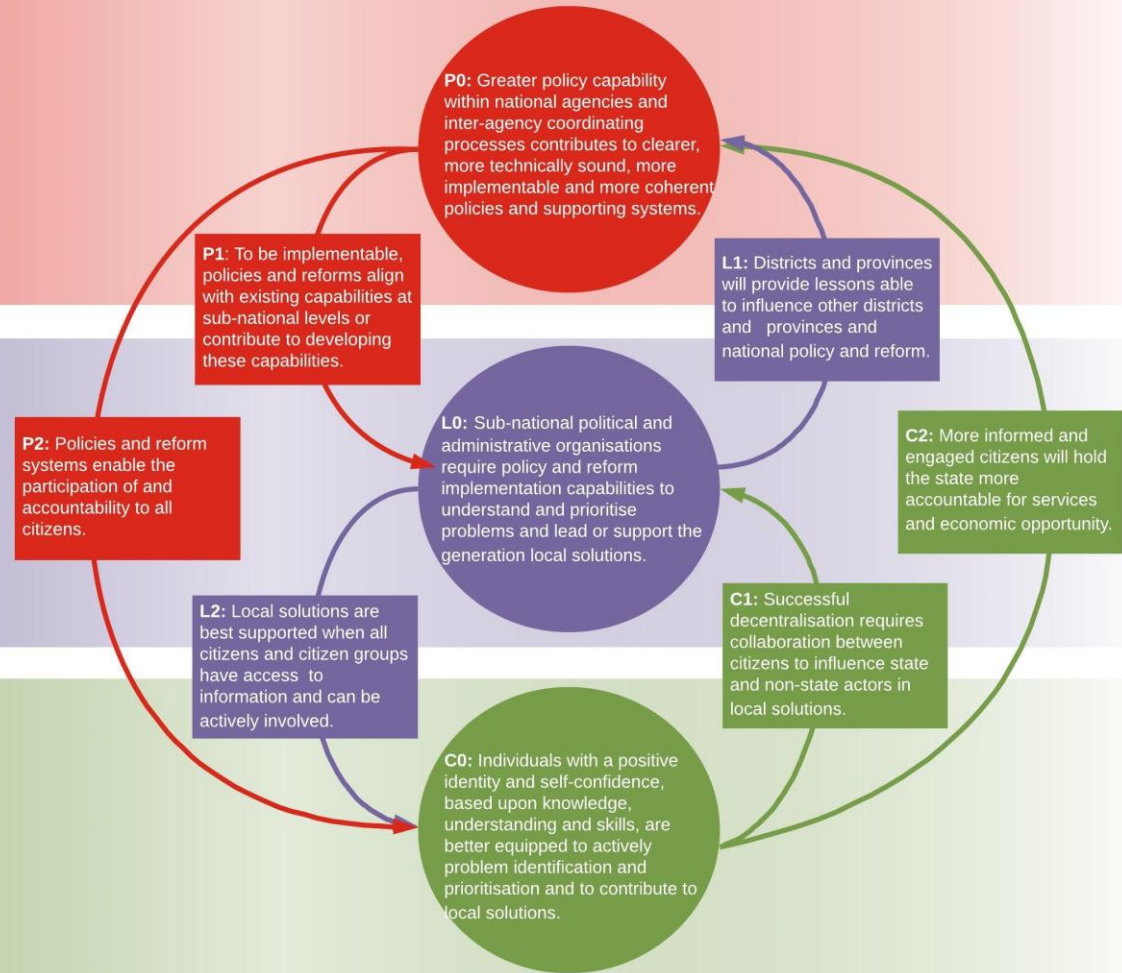 P0: Greater policy capability
within national agencies and
inter-agency coordinating
processes contributes to clearer,
more technically sound, more
implementable and more coherent
policies and supporting systems.
P1: To be implementable,
policies and reforms align
with existing capabilities at
sub-national levels or
contribute to developing
these capabilities.
L1: Districts and provinces
will provide lessons able
to influence other districts
and provinces and
national policy and reform.
P2: Policies and reform
systems enable the
participation of and
accountability to all
citizens.
L0: Sub-national political and
administrative organisations
require policy and reform
implementation capabilities to
understand and prioritise
problems and lead or support the
generation local solutions.
C2: More informed and
engaged citizens will hold
the state more
accountable for services
and economic opportunity.
L2: Local solutions are
best supported when all
citizens and citizen groups
have access to
information and can be
actively involved.
C1: Successful
decentralisation requires
collaboration between
citizens to influence state
and non-state actors in
local solutions.
C0: Individuals with a positive
identity and self-confidence,
based upon knowledge,
understanding and skills, are
better equipped to actively
problem identification and
prioritisation and to contribute to
local solutions.